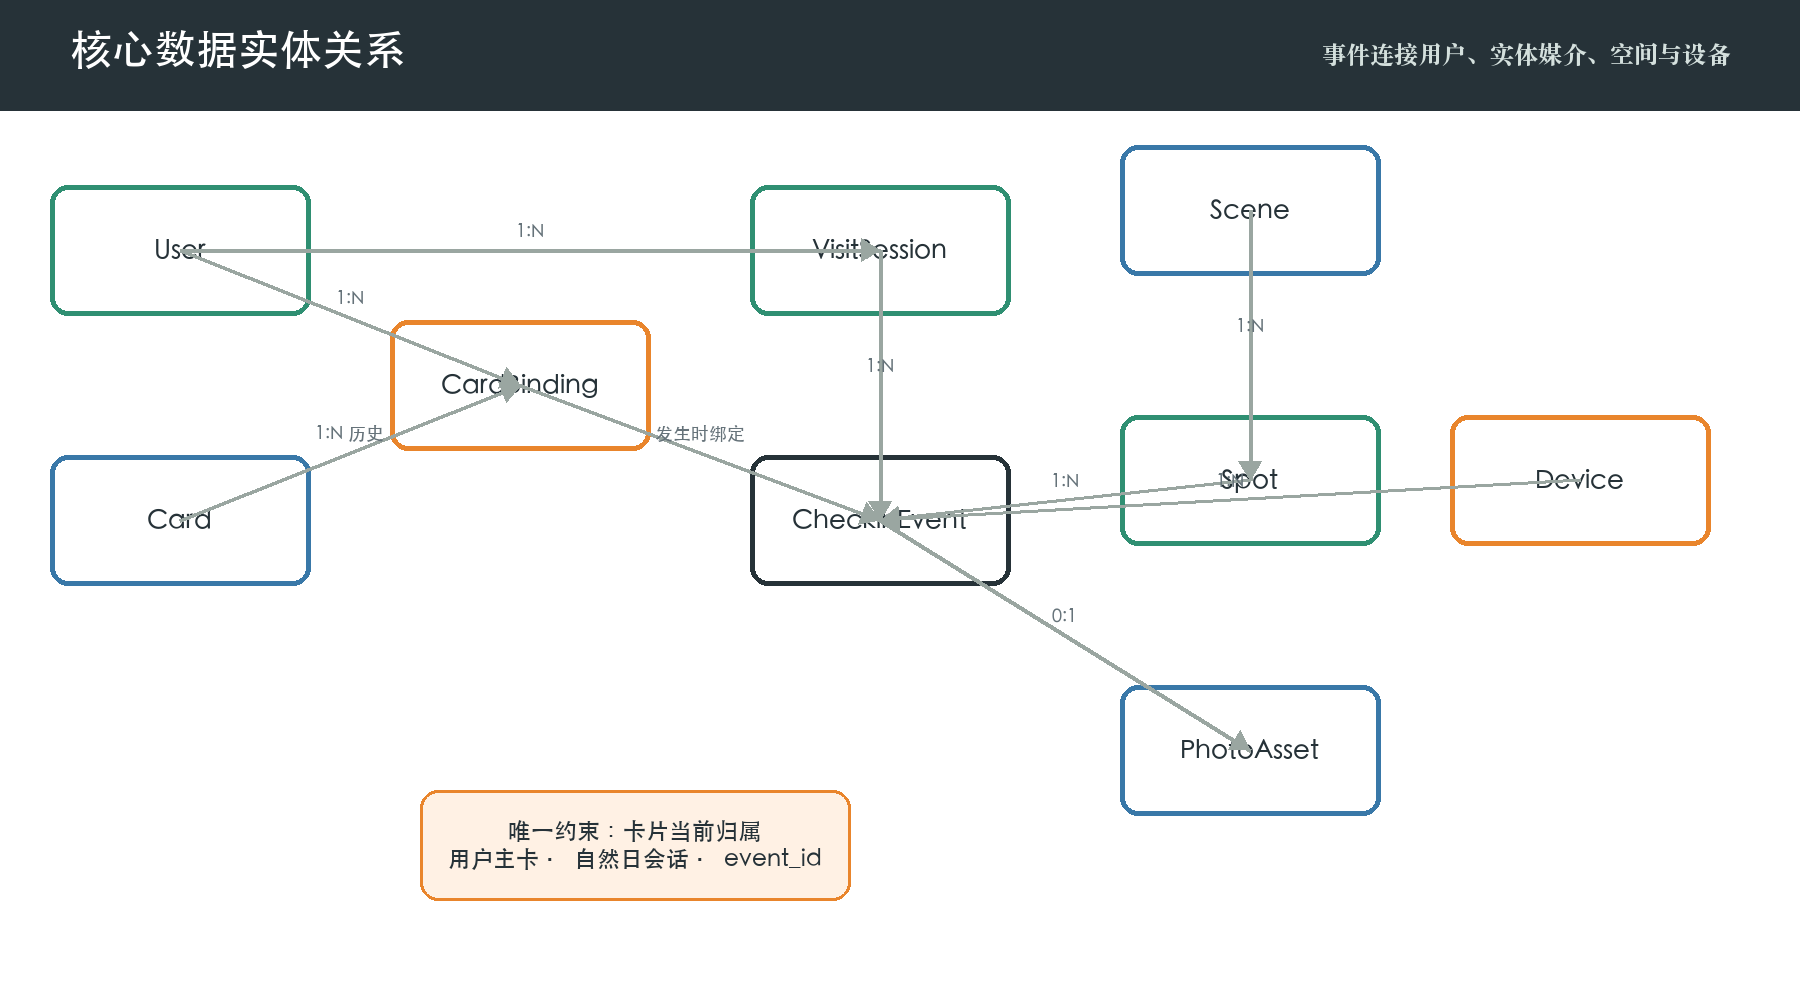 核心数据实体关系
事件连接用户、实体媒介、空间与设备
Scene
User
1:N
VisitSession
1:N
1:N
1:N
CardBinding
1:N 历史
发生时绑定
Card
CheckinEvent
1:N
Spot
Device
0:1
PhotoAsset
唯一约束：卡片当前归属
用户主卡 · 自然日会话 · event_id